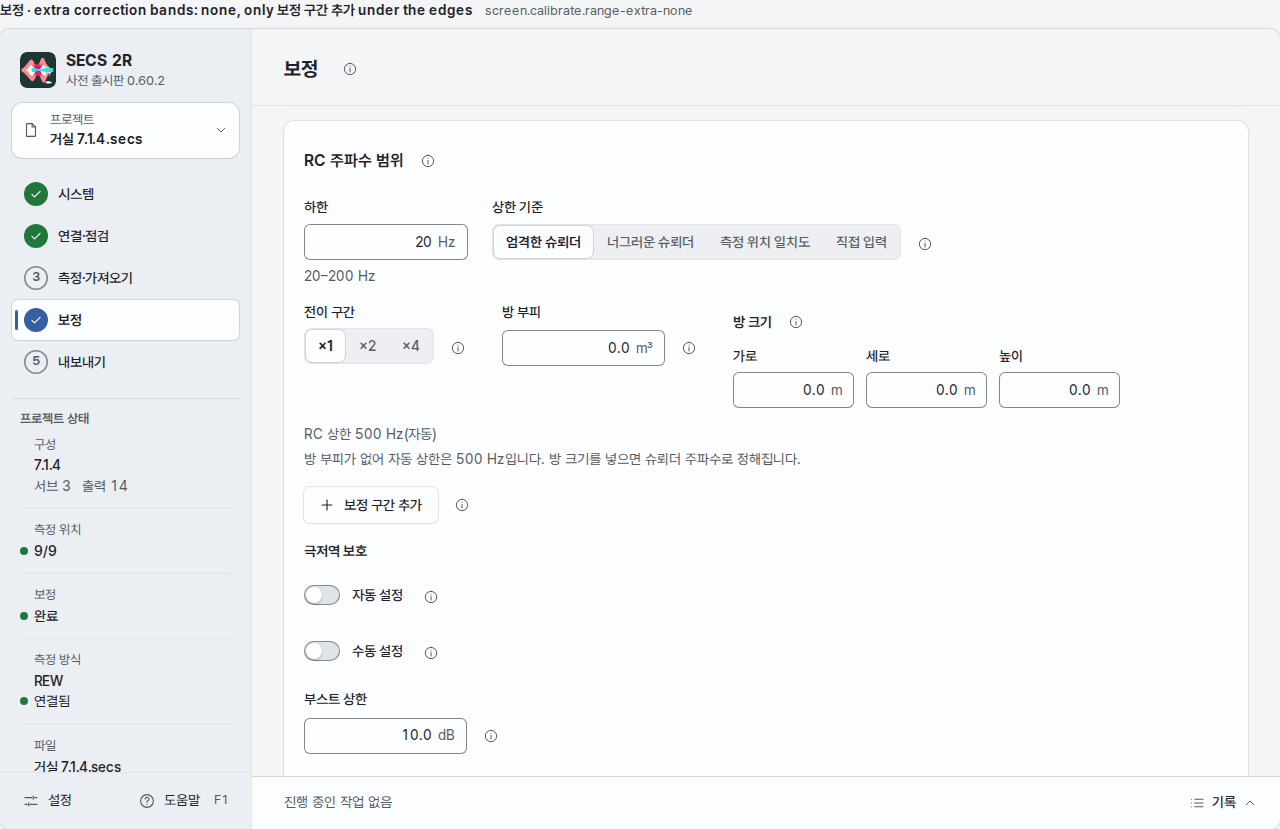 보정 · extra correction bands: none, only 보정 구간 추가 under the edges screen.calibrate.range-extra-none
SECS 2R
사전 출시판 0.60.2
프로젝트
거실 7.1.4.secs
시스템
연결·점검
3 측정·가져오기
보정
5 내보내기
프로젝트 상태
구성
7.1.4
서브 3 출력 14
측정 위치
9/9
보정
완료
측정 방식
REW
연결됨
파일
거실 7.1.4.secs
설정 도움말 F1
보정
RC 주파수 범위
하한 상한 기준
20 Hz 엄격한 슈뢰더 너그러운 슈뢰더 측정 위치 일치도 직접 입력
20–200 Hz
전이 구간 방 부피 방 크기
×1 ×2 ×4 0.0 m³
가로 세로 높이
0.0 m 0.0 m 0.0 m
RC 상한 500 Hz(자동)
방 부피가 없어 자동 상한은 500 Hz입니다. 방 크기를 넣으면 슈뢰더 주파수로 정해집니다.
보정 구간 추가
극저역 보호
자동 설정
수동 설정
부스트 상한
10.0 dB
진행 중인 작업 없음 기록